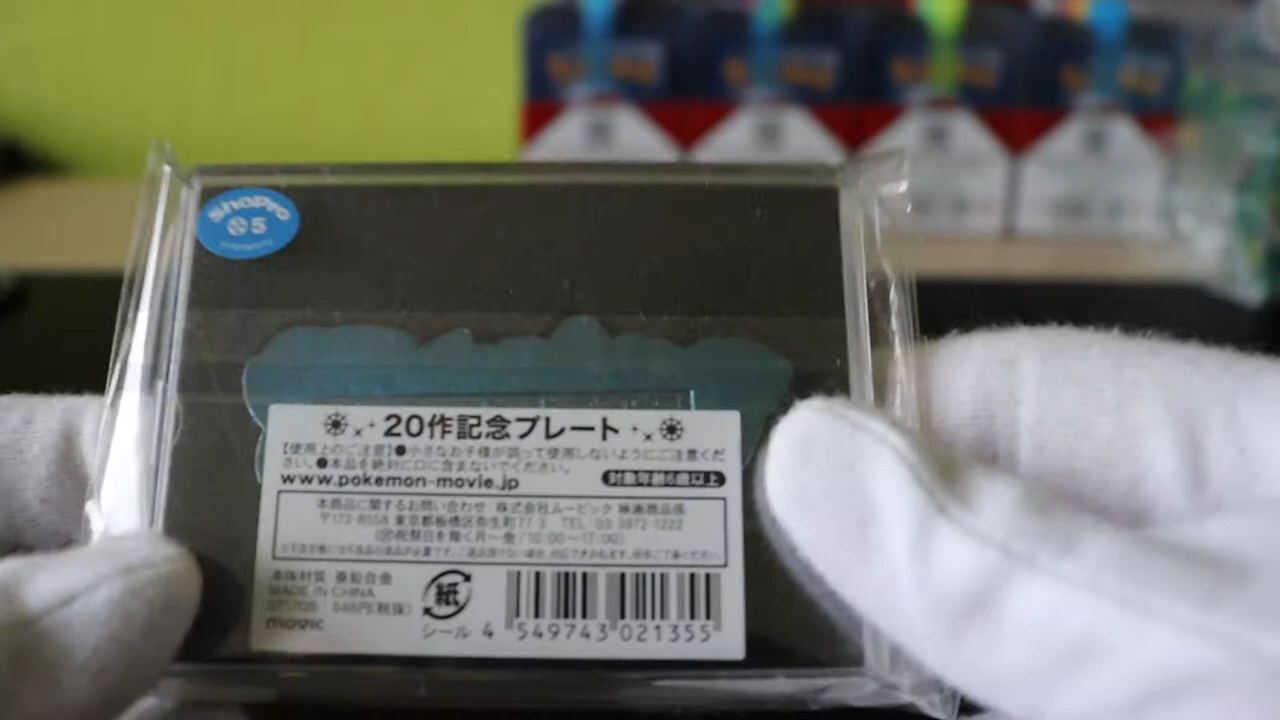 ShoPro
5
20作記念プレート
【使用上のご注意】●小さなお子様が誤って使用しないようにご注意くだ
さい。●本品を絶対に口に含まないでください。
www.pokemon-movie.jp
対象年齢6歳以上
本商品に関するお問い合わせ 株式会社ムービック 映画商品係
〒173-8558 東京都板橋区弥生町77-3 TEL 03-3972-1222
(祝祭日を除く月〜金/10:00〜17:00)
本体材質 亜鉛合金
MADE IN CHINA
(税抜)
movic
紙
シール
4 549743 021355